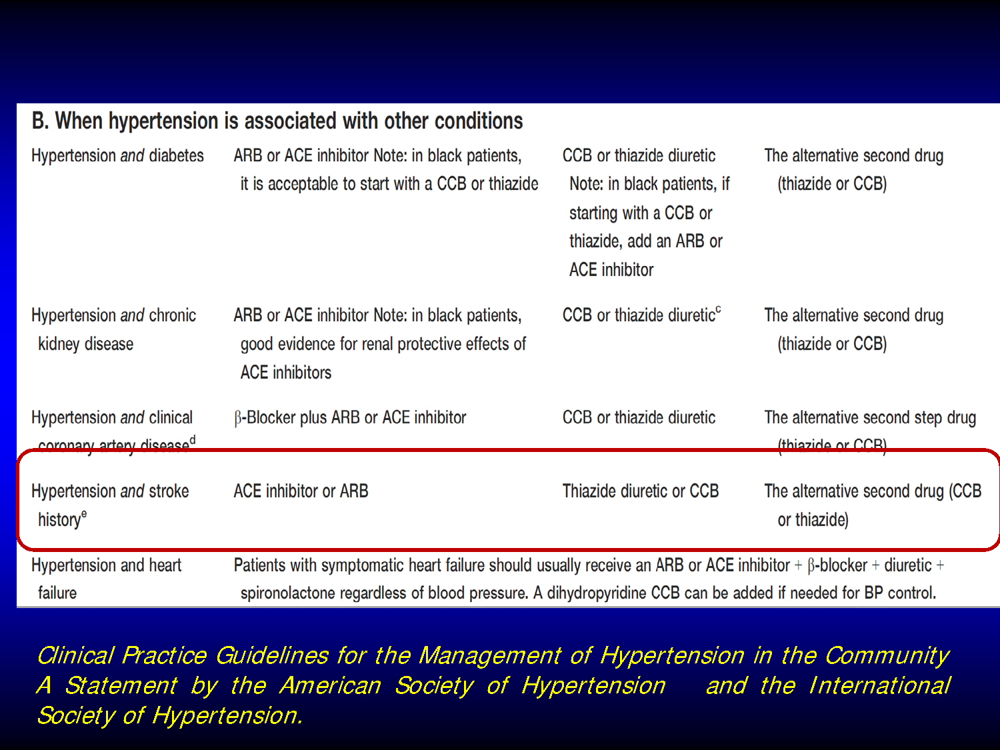 B. When hypertension is associated with other conditions
Hypertension and diabetes
ARB or ACE inhibitor Note: in black patients,
it is acceptable to start with a CCB or thiazide
CCB or thiazide diuretic
Note: in black patients, if
starting with a CCB or
thiazide, add an ARB or
ACE inhibitor
The alternative second drug
(thiazide or CCB)
Hypertension and chronic
kidney disease
ARB or ACE inhibitor Note: in black patients,
good evidence for renal protective effects of
ACE inhibitors
CCB or thiazide diureticᶜ
The alternative second drug
(thiazide or CCB)
Hypertension and clinical
coronary artery diseaseᵈ
β-Blocker plus ARB or ACE inhibitor
CCB or thiazide diuretic
The alternative second step drug
(thiazide or CCB)
Hypertension and stroke
historyᵉ
ACE inhibitor or ARB
Thiazide diuretic or CCB
The alternative second drug (CCB
or thiazide)
Hypertension and heart
failure
Patients with symptomatic heart failure should usually receive an ARB or ACE inhibitor + β-blocker + diuretic +
spironolactone regardless of blood pressure. A dihydropyridine CCB can be added if needed for BP control.
Clinical Practice Guidelines for the Management of Hypertension in the Community
A Statement by the American Society of Hypertension and the International
Society of Hypertension.